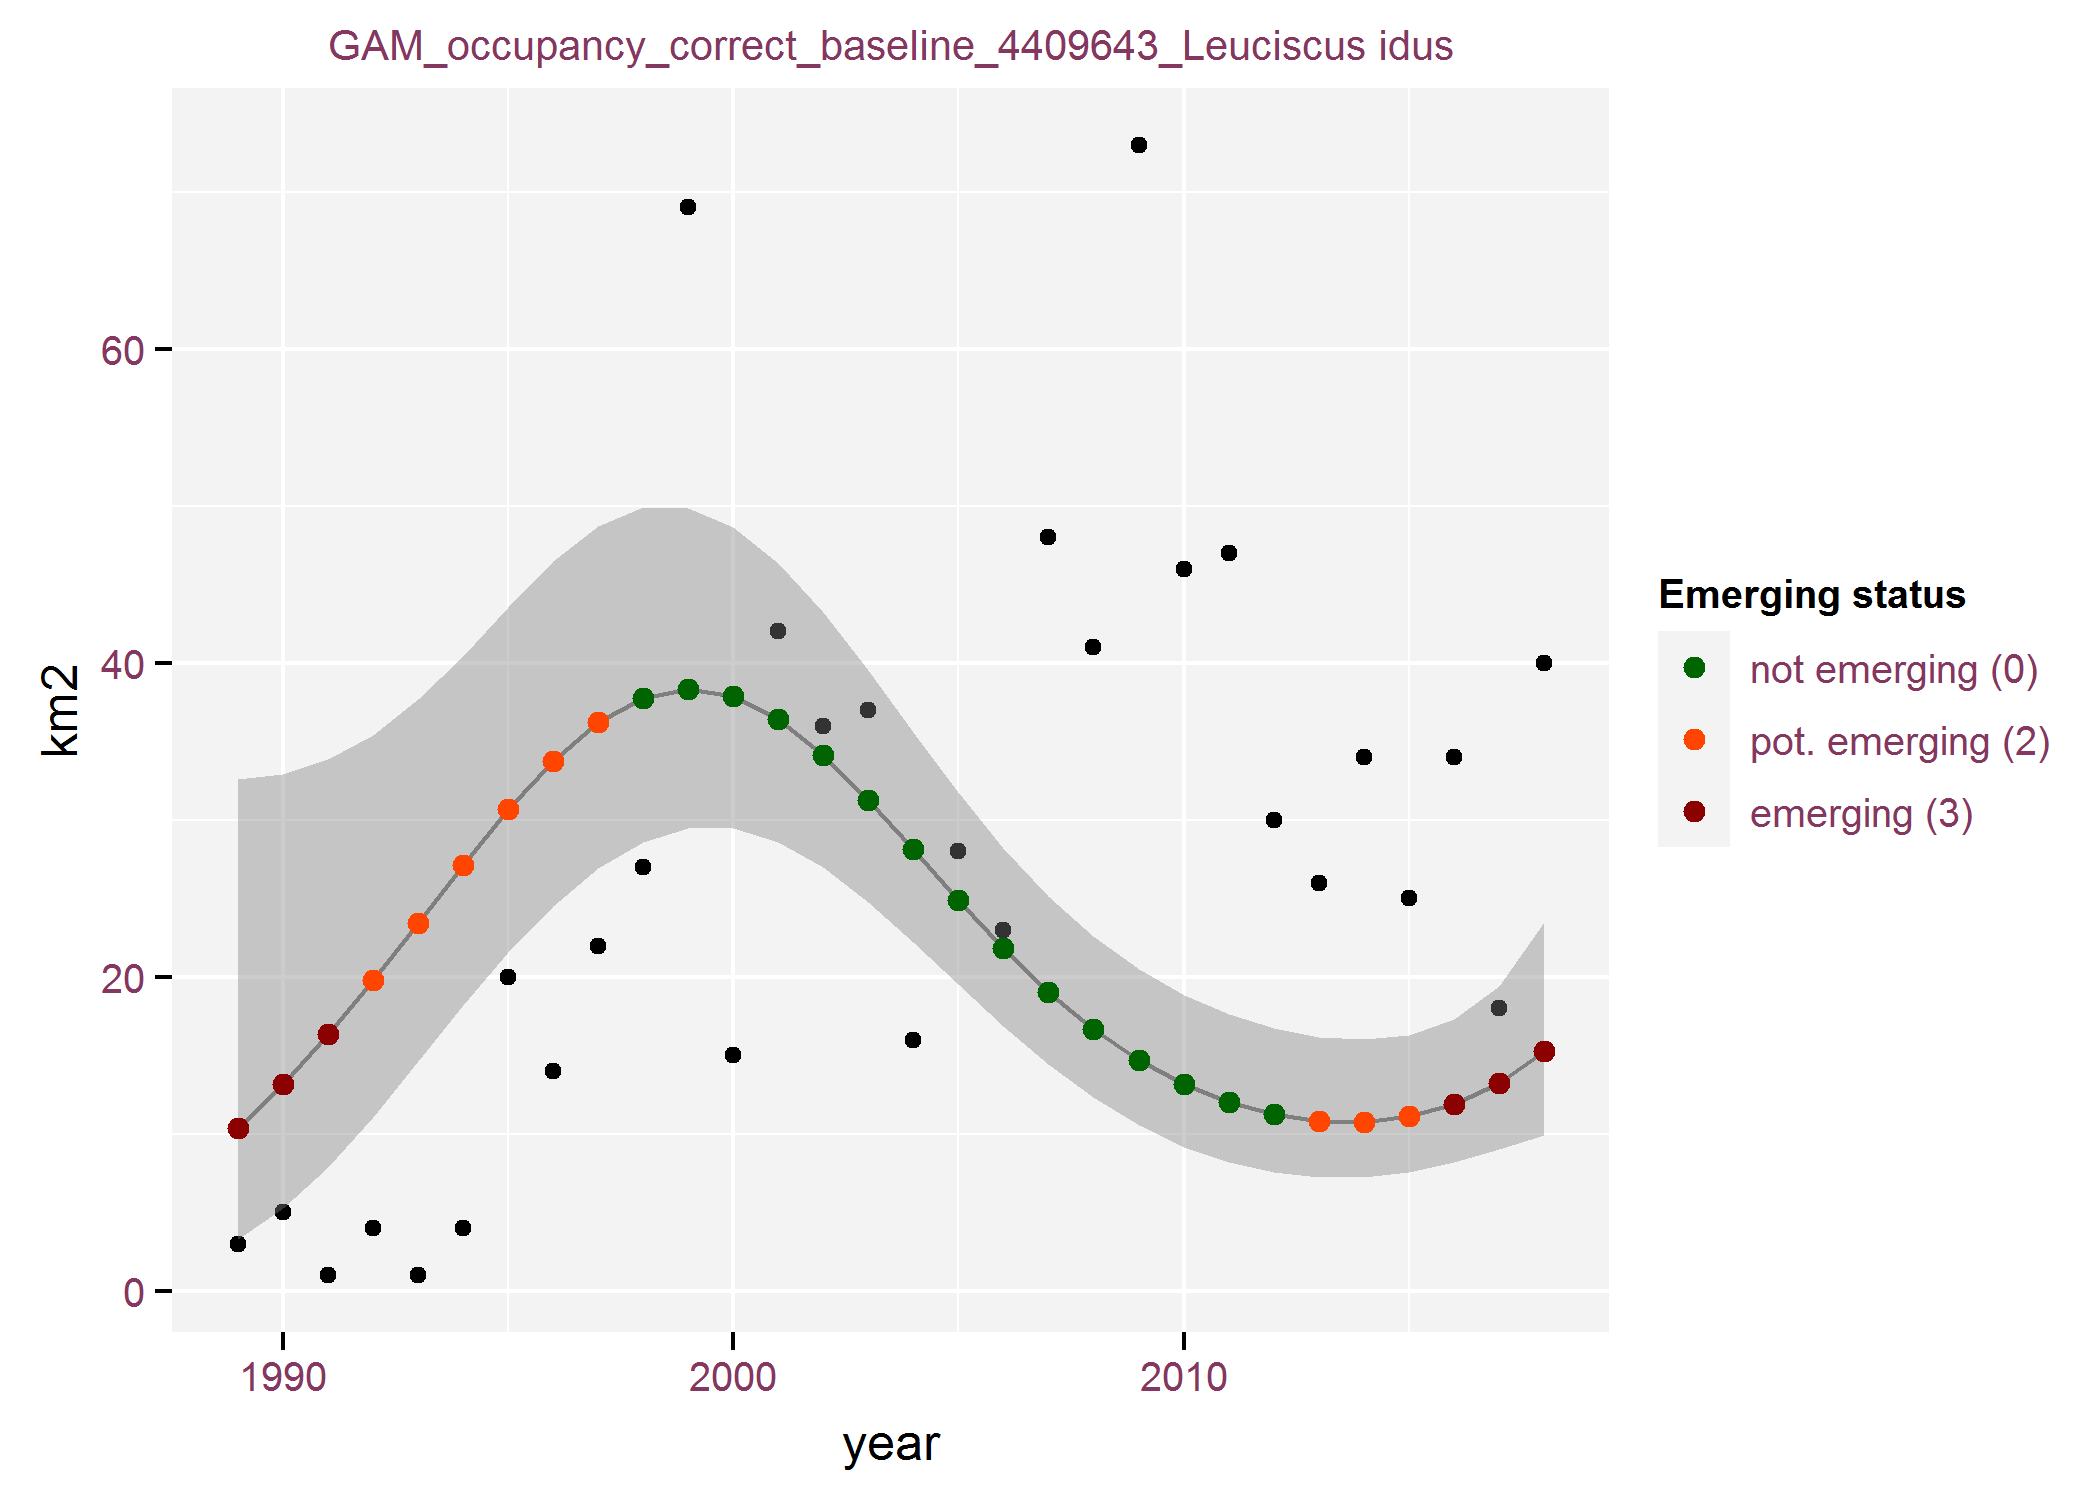 GAM_occupancy_correct_baseline_4409643_Leuciscus idus
60
40
20
0
km2
1990
2000
2010
year
Emerging status
not emerging (0)
pot. emerging (2)
emerging (3)